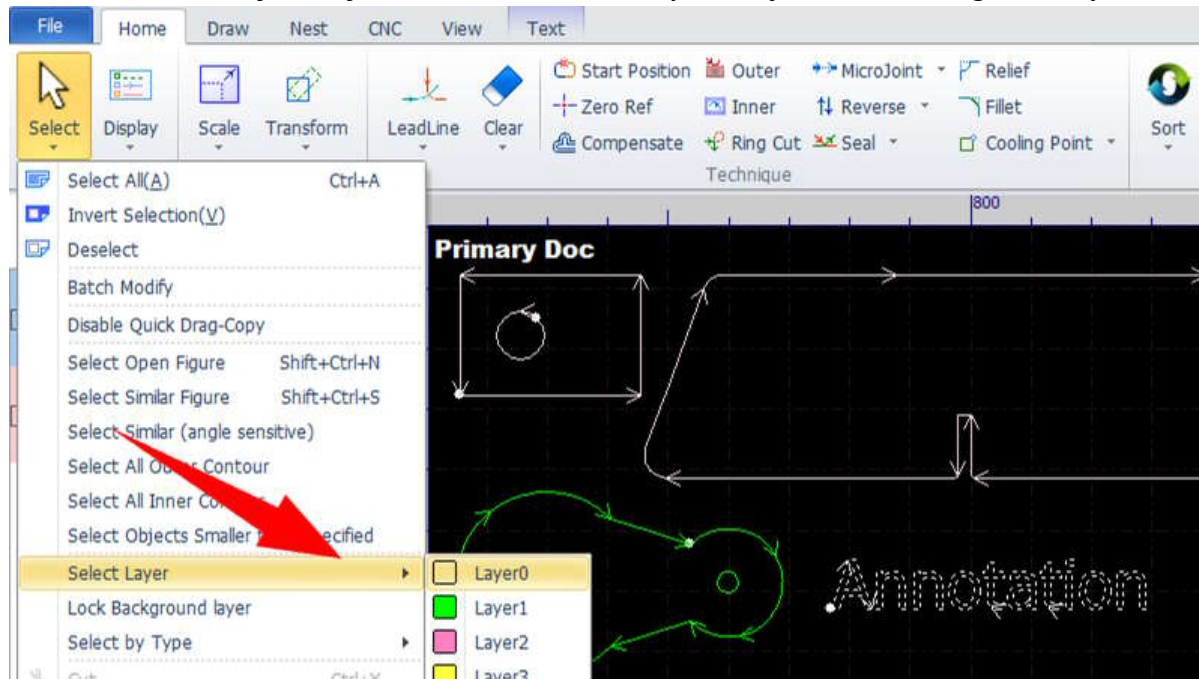 File Home Draw Nest CNC View Text
Start Position Outer MicroJoint Relief
Zero Ref Inner Reverse Fillet
Select Display Scale Transform LeadLine Clear Sort
Compensate Ring Cut Seal Cooling Point
Technique
Select All(A) Ctrl+A
Invert Selection(V)
800
Deselect
Primary Doc
Batch Modify
Disable Quick Drag-Copy
Select Open Figure Shift+Ctrl+N
Select Similar Figure Shift+Ctrl+S
Select Similar (angle sensitive)
Select All Outer Contour
Select All Inner
Select Objects Smaller
Select Layer Layer0
Annotation
Lock Background layer Layer1
Select by Type Layer2
Cut Ctrl+X Layer3